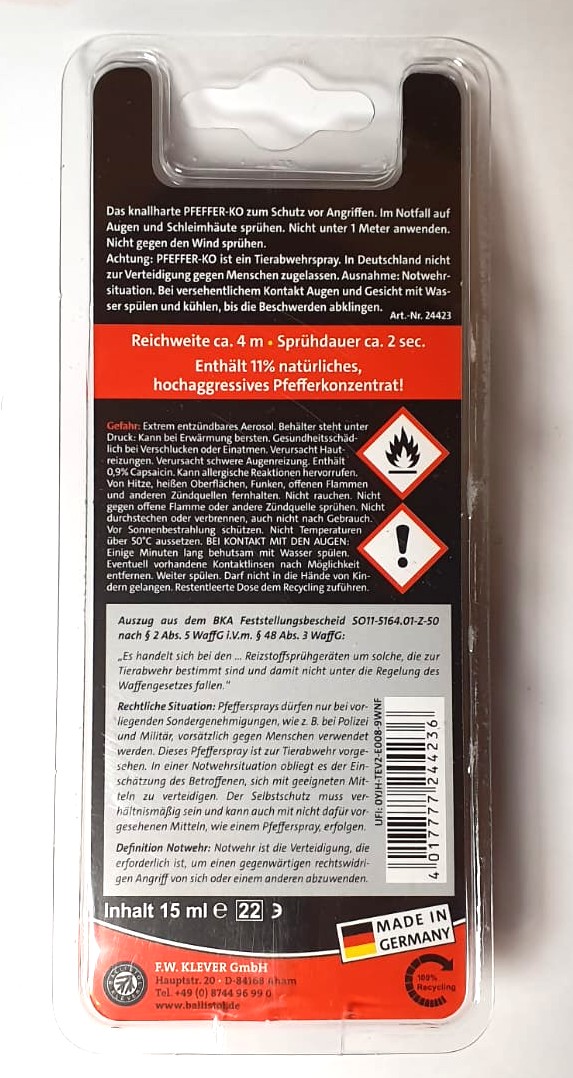 Das knallharte PFEFFER-KO zum Schutz vor Angriffen. Im Notfall auf
Augen und Schleimhäute sprühen. Nicht unter 1 Meter anwenden.
Nicht gegen den Wind sprühen.
Achtung: PFEFFER-KO ist ein Tierabwehrspray. In Deutschland nicht
zur Verteidigung gegen Menschen zugelassen. Ausnahme: Notwehr-
situation. Bei versehentlichem Kontakt Augen und Gesicht mit Was-
ser spülen und kühlen, bis die Beschwerden abklingen.
Art.-Nr. 24423
Reichweite ca. 4 m • Sprühdauer ca. 2 sec.
Enthält 11% natürliches,
hochaggressives Pfefferkonzentrat!
Gefahr: Extrem entzündbares Aerosol. Behälter steht unter
Druck: Kann bei Erwärmung bersten. Gesundheitsschäd-
lich bei Verschlucken oder Einatmen. Verursacht Haut-
reizungen. Verursacht schwere Augenreizung. Enthält
0,9% Capsaicin. Kann allergische Reaktionen hervorrufen.
Von Hitze, heißen Oberflächen, Funken, offenen Flammen
und anderen Zündquellen fernhalten. Nicht rauchen. Nicht
gegen offene Flamme oder andere Zündquelle sprühen. Nicht
durchstechen oder verbrennen, auch nicht nach Gebrauch.
Vor Sonnenbestrahlung schützen. Nicht Temperaturen
über 50°C aussetzen. BEI KONTAKT MIT DEN AUGEN:
Einige Minuten lang behutsam mit Wasser spülen.
Eventuell vorhandene Kontaktlinsen nach Möglichkeit
entfernen. Weiter spülen. Darf nicht in die Hände von Kin-
dern gelangen. Restentleerte Dose dem Recycling zuführen.
Auszug aus dem BKA Feststellungsbescheid SO11-5164.01-Z-50
nach § 2 Abs. 5 WaffG i.V.m. § 48 Abs. 3 WaffG:
„Es handelt sich bei den ... Reizstoffsprühgeräten um solche, die zur
Tierabwehr bestimmt sind und damit nicht unter die Regelung des
Waffengesetzes fallen."
Rechtliche Situation: Pfeffersprays dürfen nur bei vor-
liegenden Sondergenehmigungen, wie z. B. bei Polizei
und Militär, vorsätzlich gegen Menschen verwendet
werden. Dieses Pfefferspray ist zur Tierabwehr vorge-
sehen. In einer Notwehrsituation obliegt es der Ein-
schätzung des Betroffenen, sich mit geeigneten Mit-
teln zu verteidigen. Der Selbstschutz muss ver-
hältnismäßig sein und kann auch mit nicht dafür vor-
gesehenen Mitteln, wie einem Pfefferspray, erfolgen.
Definition Notwehr: Notwehr ist die Verteidigung, die
erforderlich ist, um einen gegenwärtigen rechtswidri-
gen Angriff von sich oder einem anderen abzuwenden.
UFI: 0YJH-TEV2-E008-9WNF
4 017777 244236
Inhalt 15 ml ℮ 22 3
MADE IN
GERMANY
F.W. KLEVER GmbH
Hauptstr. 20 · D-84168 Aham
Tel. +49 (0) 8744 96 99 0
www.ballistol.de
BALLISTOL
KLEVER
100%
Recycling